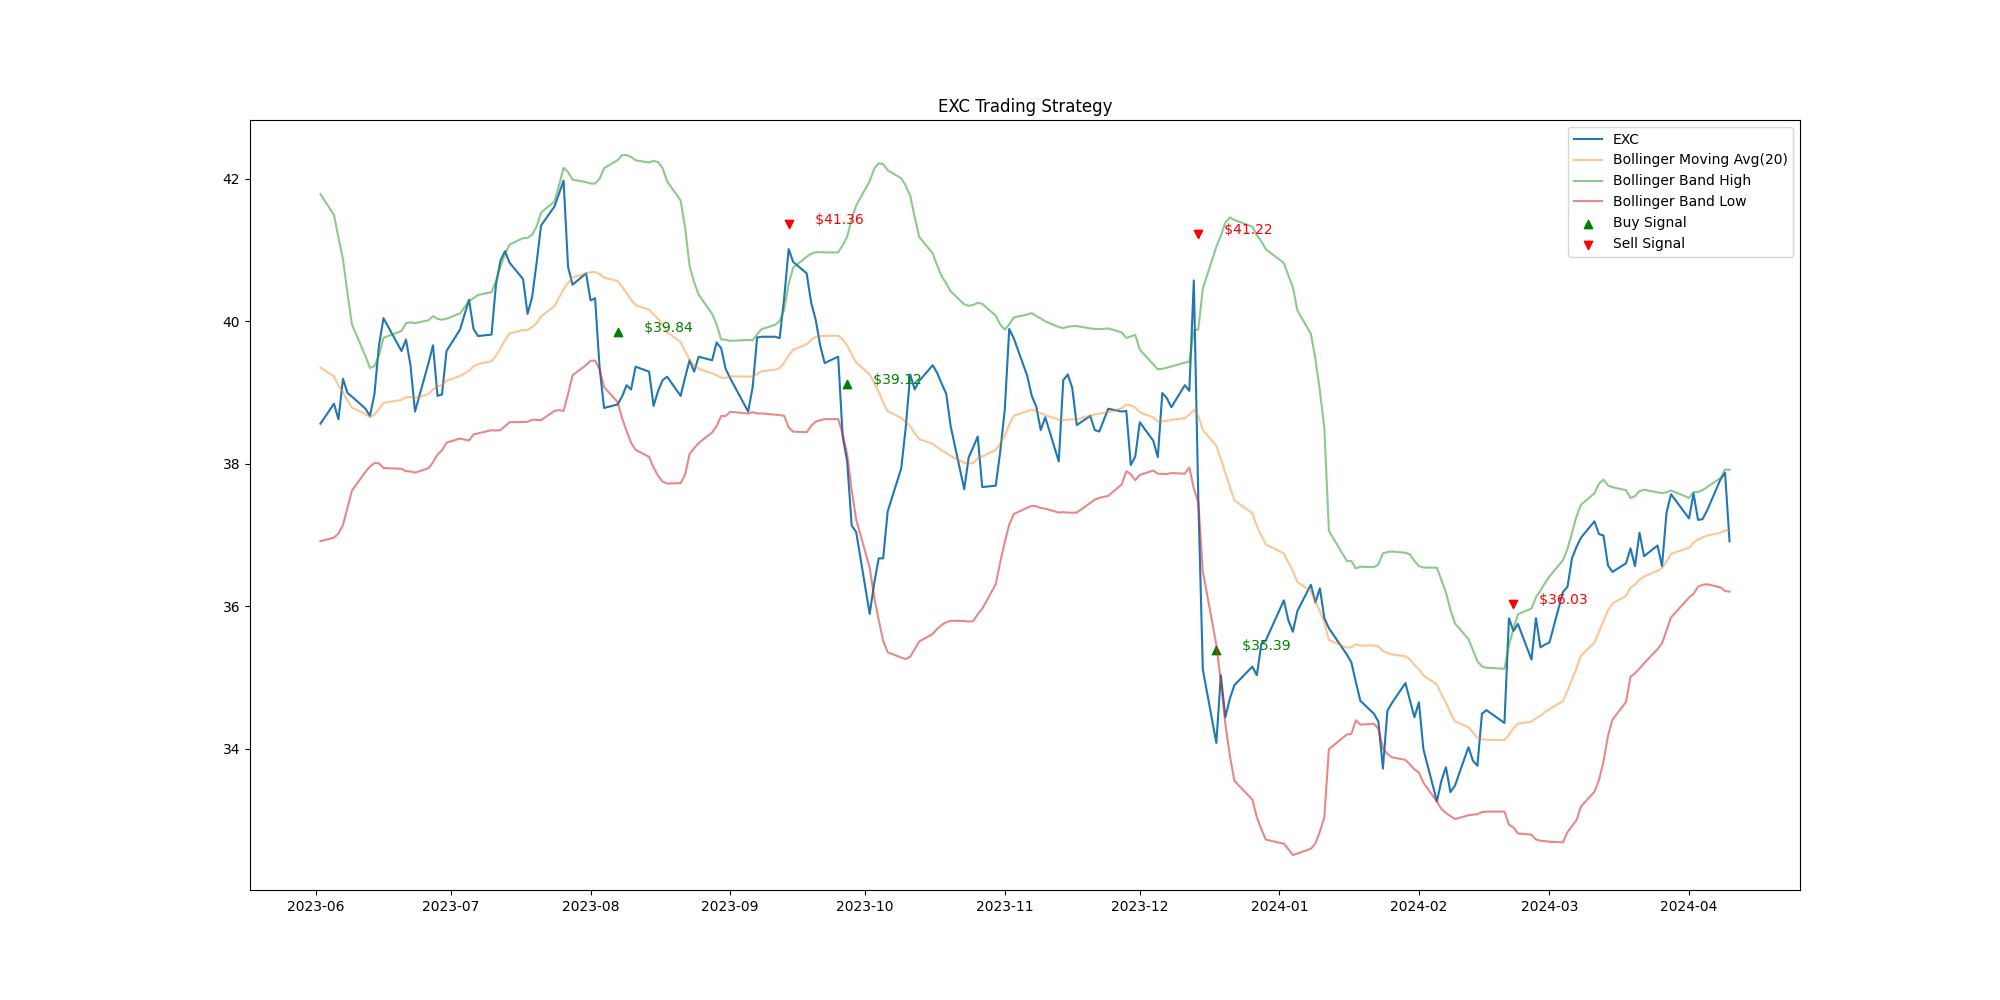 EXC Trading Strategy
EXC
Bollinger Moving Avg(20)
Bollinger Band High
Bollinger Band Low
Buy Signal
Sell Signal
42
40
38
36
34
$39.84
$41.36
$39.12
$41.22
$35.39
$36.03
2023-06 2023-07 2023-08 2023-09 2023-10 2023-11 2023-12 2024-01 2024-02 2024-03 2024-04